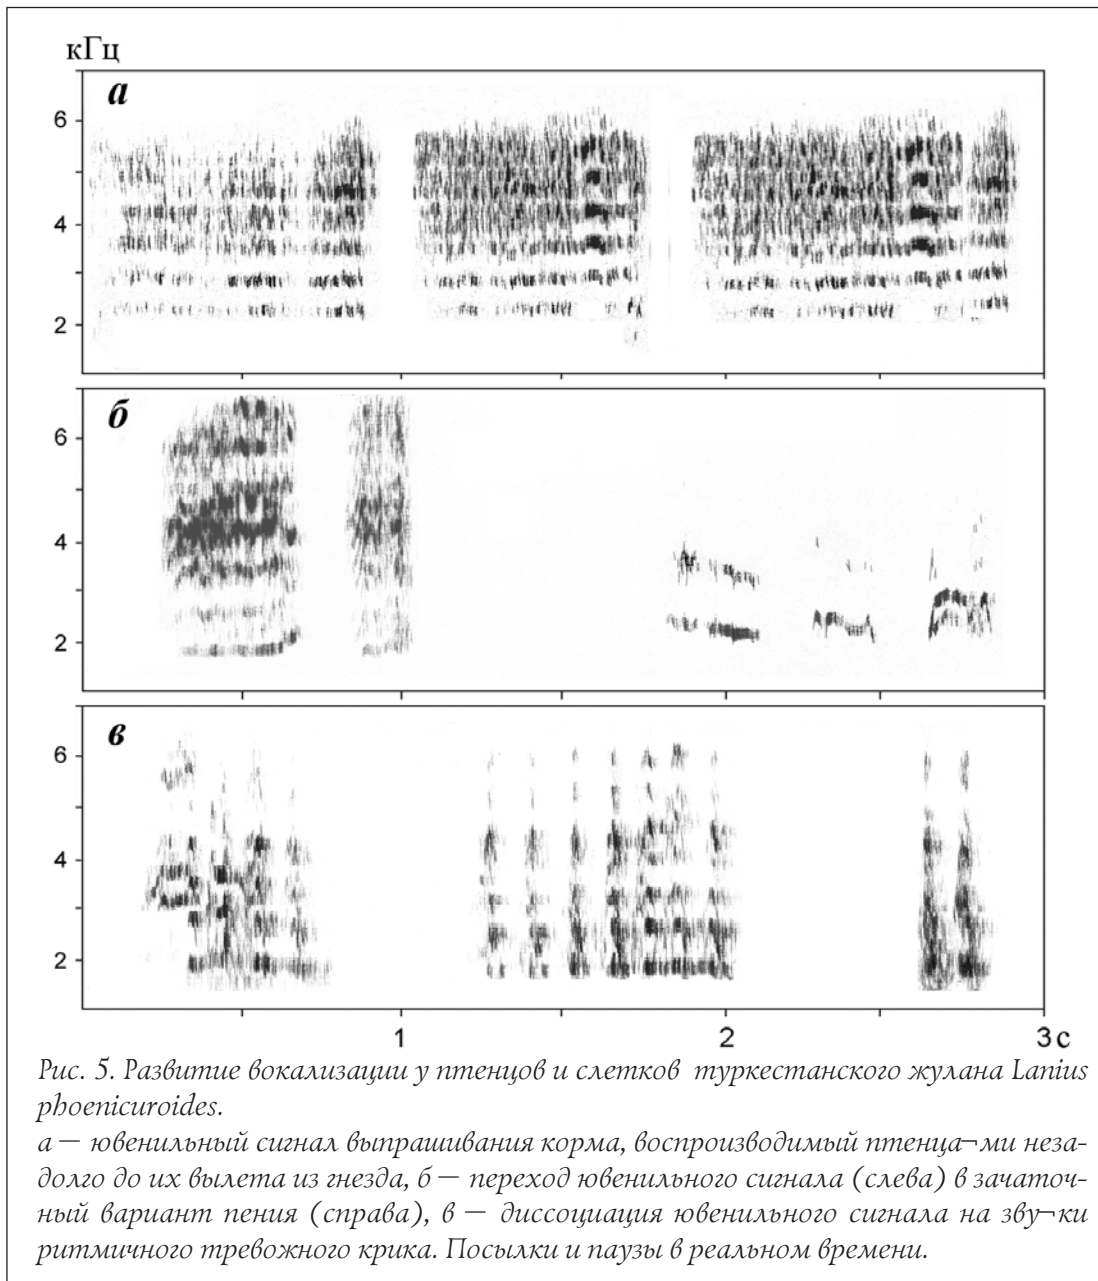 кГц
а
6
4
2
б
6
4
2
в
6
4
2
1 2 3 с
Рис. 5. Развитие вокализации у птенцов и слетков туркестанского жулана Lanius
phoenicuroides.
а — ювенильный сигнал выпрашивания корма, воспроизводимый птенца¬ми неза-
долго до их вылета из гнезда, б — переход ювенильного сигнала (слева) в зачаточ-
ный вариант пения (справа), в — диссоциация ювенильного сигнала на зву¬ки
ритмичного тревожного крика. Посылки и паузы в реальном времени.